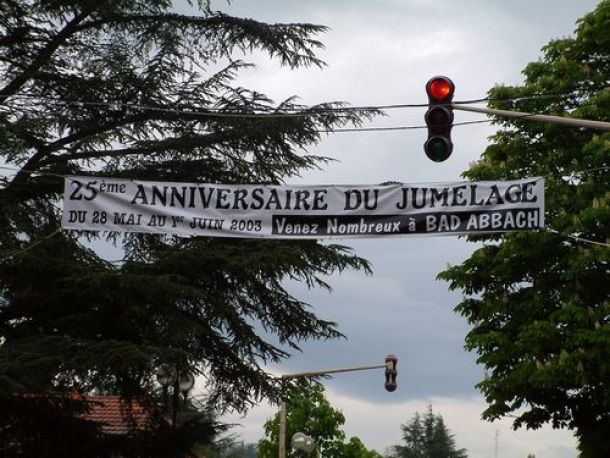 25ème ANNIVERSAIRE DU JUMELAGE
DU 28 MAI AU 1er JUIN 2003 Venez Nombreux à BAD ABBACH